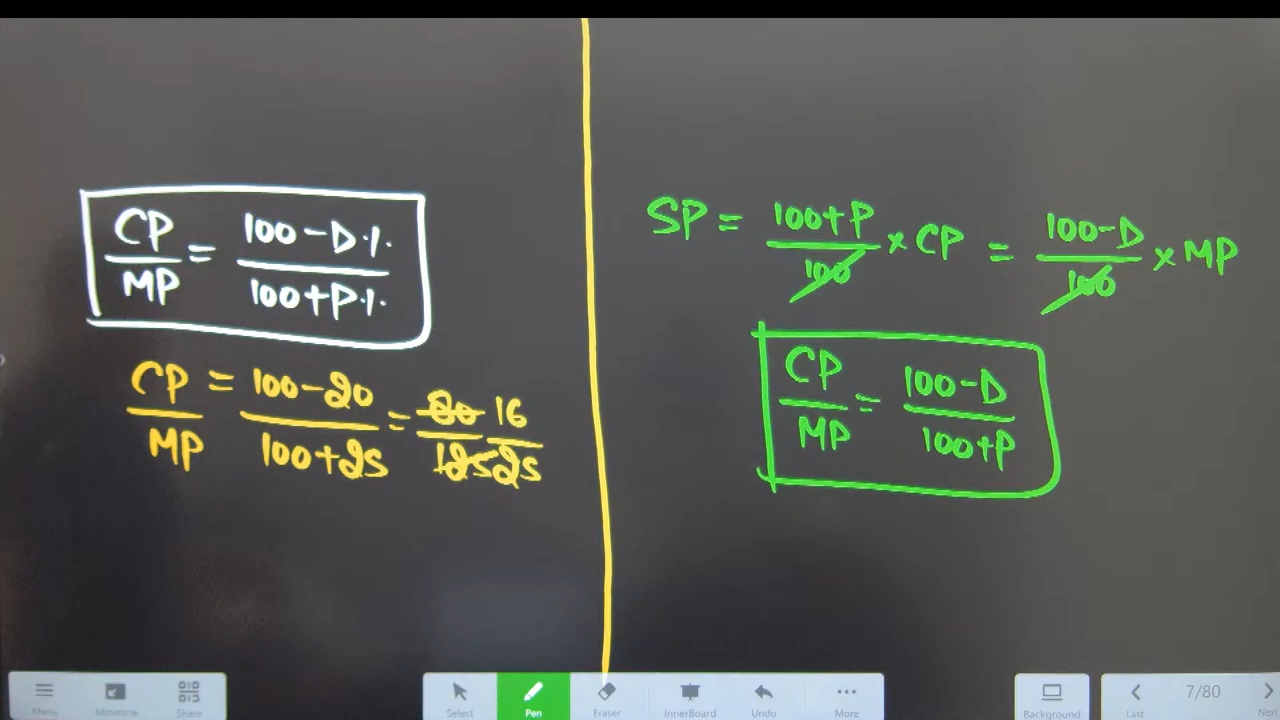 CP/MP = 100-D%/100+P%
CP/MP = 100-20/100+25 = 80/125 16/25
SP = 100+P/100 × CP = 100-D/100 × MP
CP/MP = 100-D/100+P
Menu
Minimize
Share
Select
Pen
Eraser
InnerBoard
Undo
More
Background
Last
7/80
Next